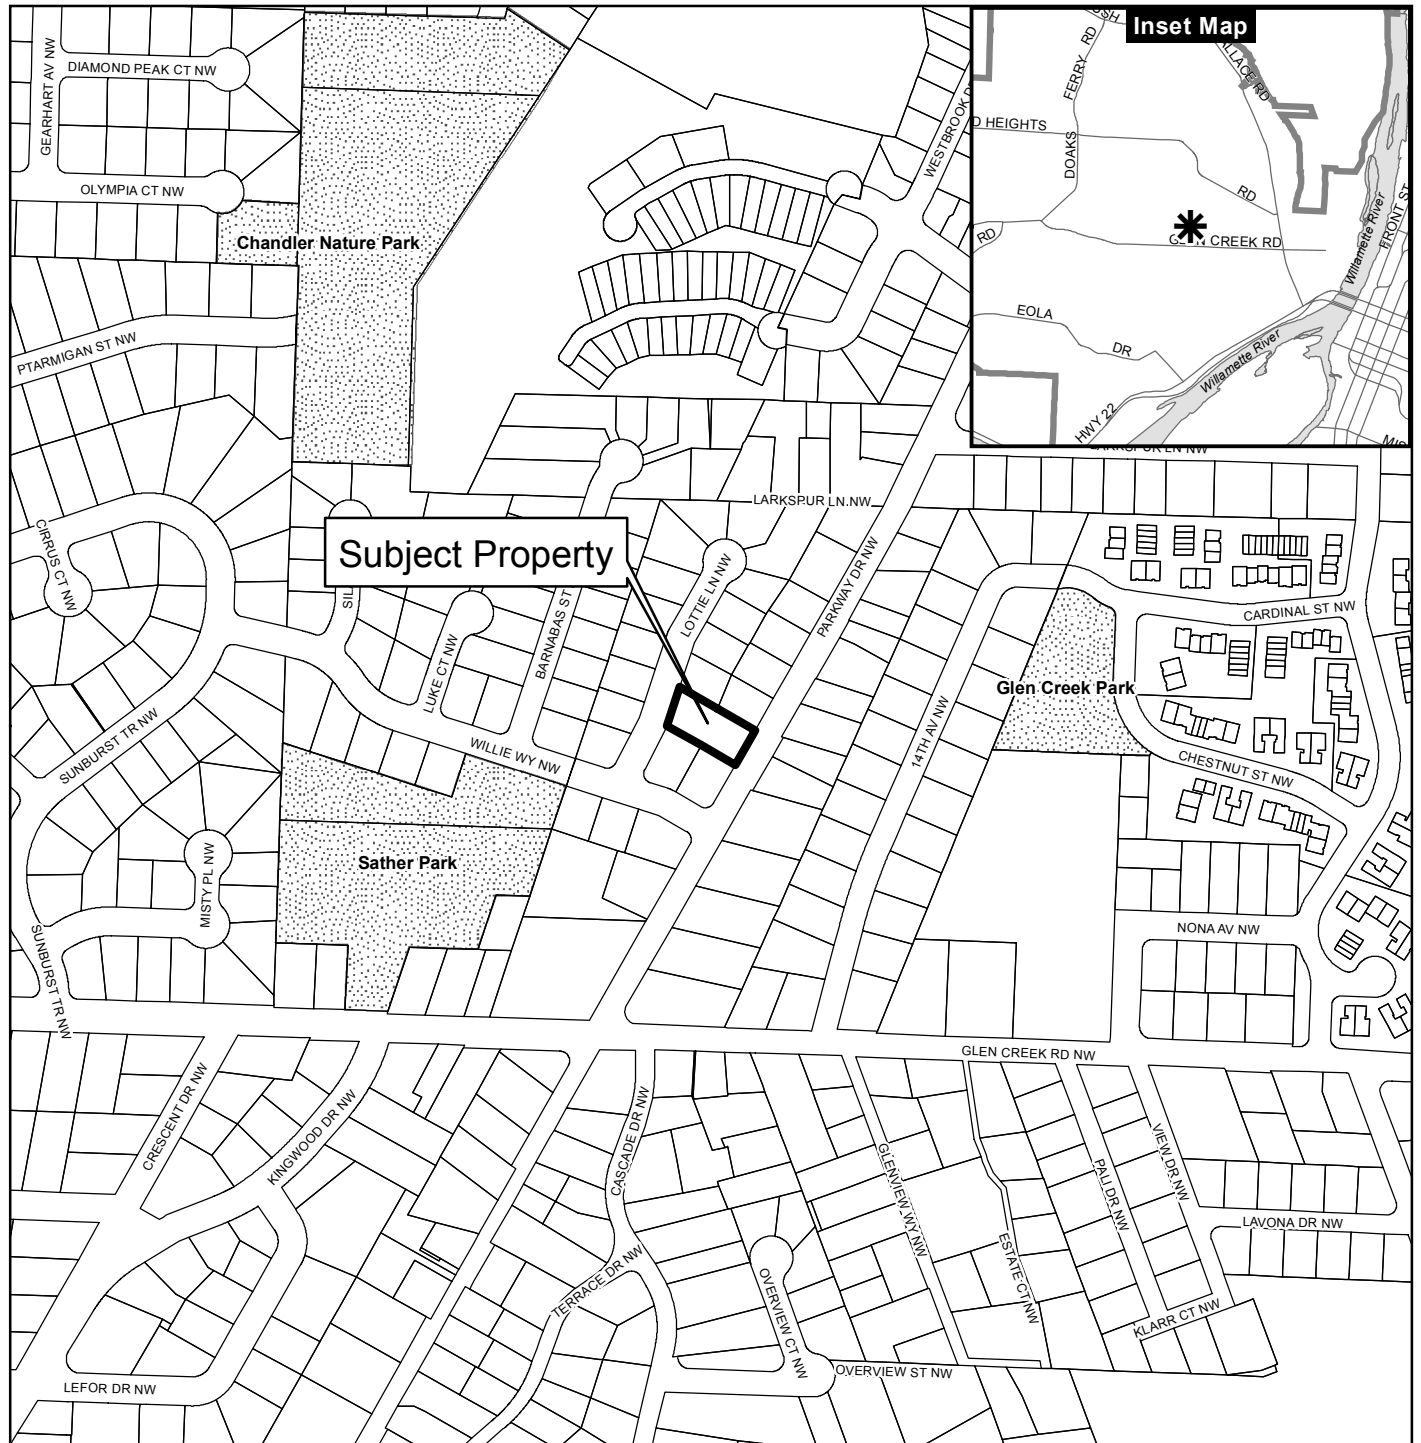 Inset Map
FERRY RD
DOAKS
D HEIGHTS
RD
GLEN CREEK RD
RD
EOLA
DR
HWY 22
Willamette River
Willamette River
FRONT ST
GEARHART AV NW
DIAMOND PEAK CT NW
OLYMPIA CT NW
Chandler Nature Park
PTARMIGAN ST NW
WESTBROOK D
LARKSPUR LN NW
LARKSPUR LN NW
Subject Property
CIRRUS CT NW
SIL
LUKE CT NW
BARNABAS ST
LOTTIE LN NW
PARKWAY DR NW
CARDINAL ST NW
Glen Creek Park
14TH AV NW
WILLIE WY NW
SUNBURST TR NW
CHESTNUT ST NW
Sather Park
MISTY PL NW
SUNBURST TR NW
NONA AV NW
GLEN CREEK RD NW
CRESCENT DR NW
KINGWOOD DR NW
CASCADE DR NW
GLENVIEW WY NW
ESTATE CT NW
PALI DR NW
VIEW DR NW
LAVONA DR NW
TERRACE DR NW
OVERVIEW CT NW
KLARR CT NW
OVERVIEW ST NW
LEFOR DR NW